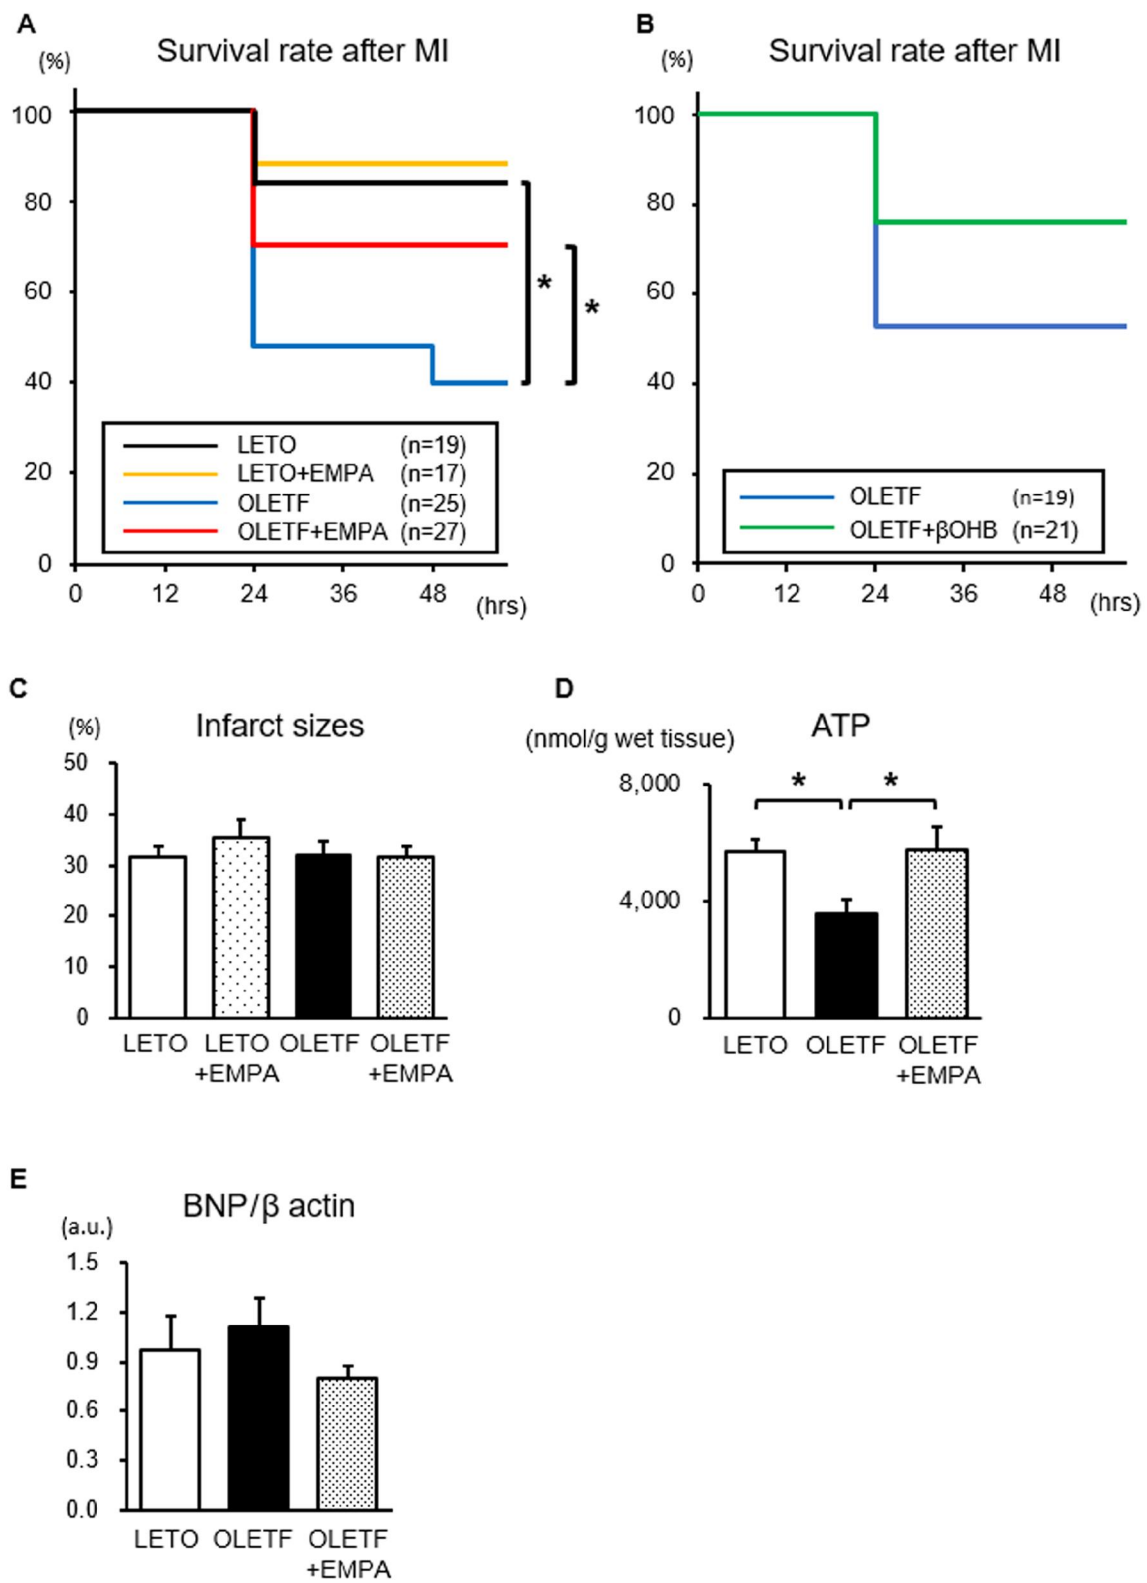 A
Survival rate after MI
(%)
100
80
60
40
20
0
*
*
LETO (n=19)
LETO+EMPA (n=17)
OLETF (n=25)
OLETF+EMPA (n=27)
0 12 24 36 48 (hrs)
B
Survival rate after MI
(%)
100
80
60
40
20
0
OLETF (n=19)
OLETF+βOHB (n=21)
0 12 24 36 48 (hrs)
C
Infarct sizes
(%)
50
40
30
20
10
0
LETO LETO OLETF OLETF
+EMPA +EMPA
D
ATP
(nmol/g wet tissue)
8,000
* *
4,000
0
LETO OLETF OLETF
+EMPA
E
BNP/β actin
(a.u.)
1.5
1.2
0.9
0.6
0.3
0.0
LETO OLETF OLETF
+EMPA